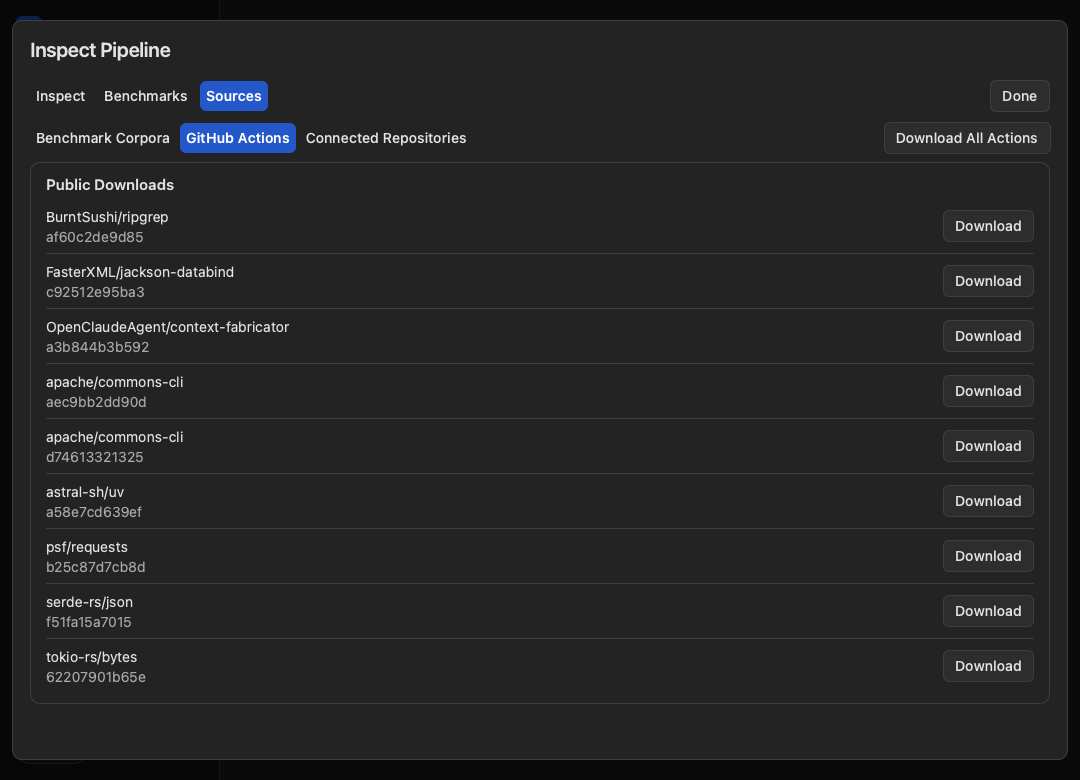 Inspect Pipeline
Inspect Benchmarks Sources Done
Benchmark Corpora GitHub Actions Connected Repositories Download All Actions
Public Downloads
BurntSushi/ripgrep
af60c2de9d85
Download
FasterXML/jackson-databind
c92512e95ba3
Download
OpenClaudeAgent/context-fabricator
a3b844b3b592
Download
apache/commons-cli
aec9bb2dd90d
Download
apache/commons-cli
d74613321325
Download
astral-sh/uv
a58e7cd639ef
Download
psf/requests
b25c87d7cb8d
Download
serde-rs/json
f51fa15a7015
Download
tokio-rs/bytes
62207901b65e
Download